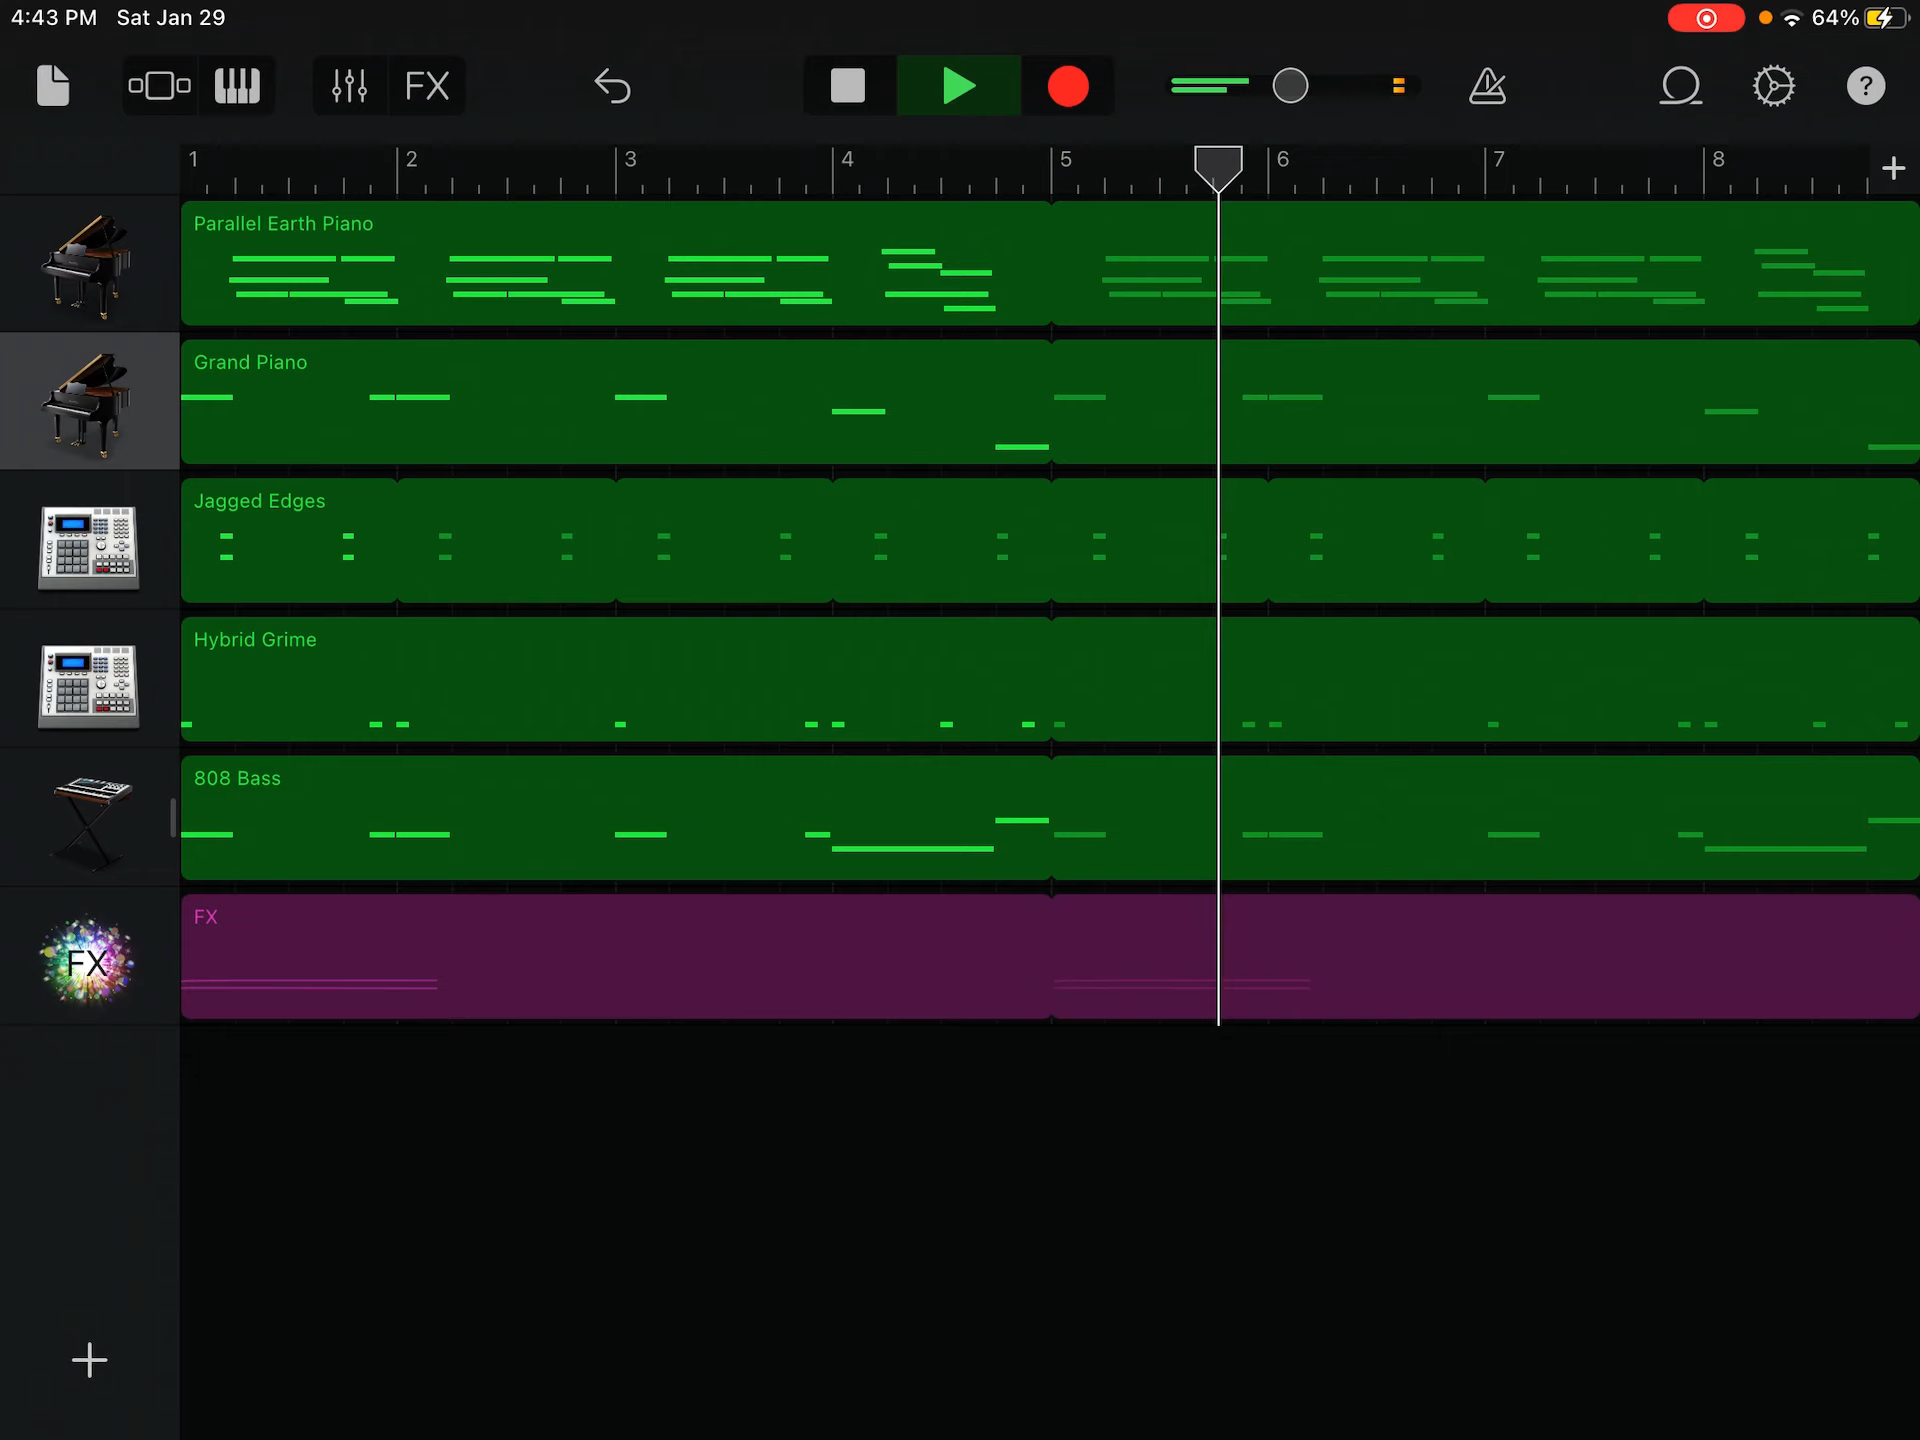 4:43 PM Sat Jan 29 64%
FX ?
1 2 3 4 5 6 7 8
Parallel Earth Piano
Grand Piano
Jagged Edges
Hybrid Grime
808 Bass
FX
FX